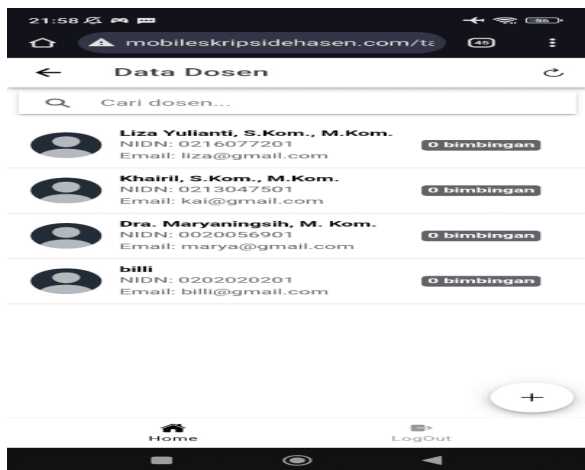 21:58
56
mobileskripsidehasen.com/ta
45
Data Dosen
Cari dosen...
Liza Yulianti, S.Kom., M.Kom.
NIDN: 0216077201
Email: liza@gmail.com
0 bimbingan
Khairil, S.Kom., M.Kom.
NIDN: 0213047501
Email: kai@gmail.com
0 bimbingan
Dra. Maryaningsih, M. Kom.
NIDN: 0020056901
Email: marya@gmail.com
0 bimbingan
billi
NIDN: 0202020201
Email: billi@gmail.com
0 bimbingan
+
Home
LogOut